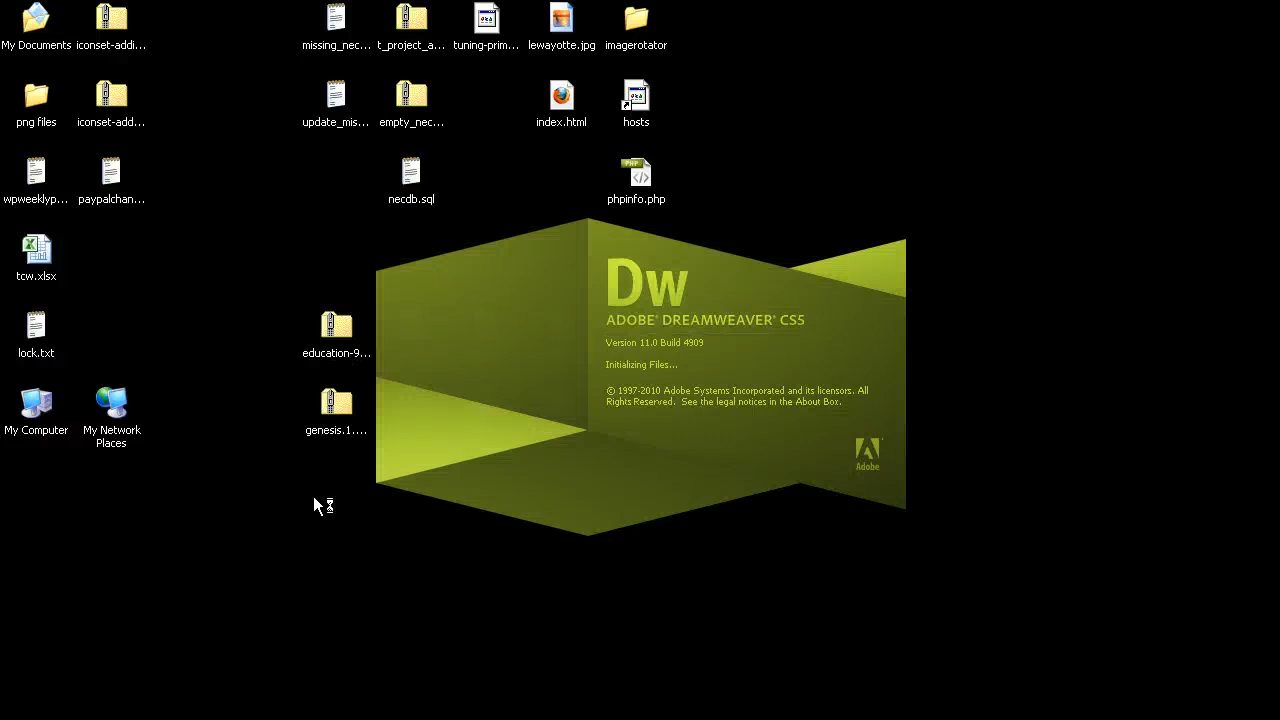 My Documents
iconset-addi...
missing_nec...
t_project_a...
tuning-prim...
lewayotte.jpg
imagerotator
png files
iconset-add...
update_mis...
empty_nec...
index.html
hosts
wpweeklyp...
paypalchan...
necdb.sql
PHP
phpinfo.php
tcw.xlsx
lock.txt
education-9...
My Computer
My Network
Places
genesis.1....
Dw
ADOBE® DREAMWEAVER® CS5
Version 11.0 Build 4909
Initializing Files...
© 1997-2010 Adobe Systems Incorporated and its licensors. All
Rights Reserved. See the legal notices in the About Box.
Adobe